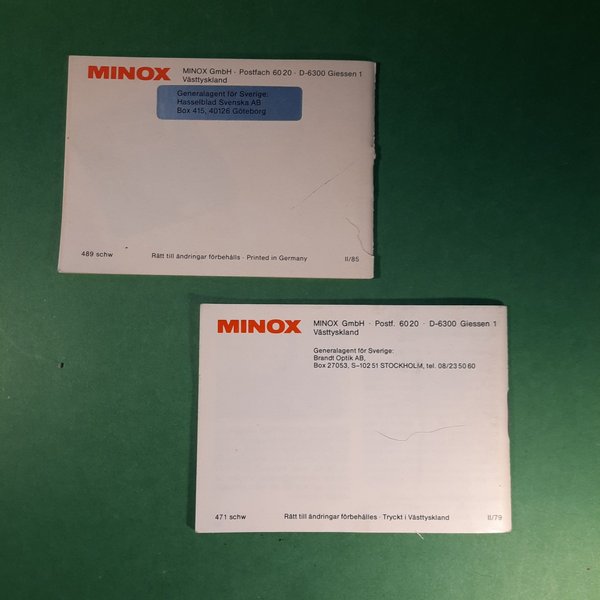 MINOX
MINOX GmbH · Postfach 60 20 · D-6300 Giessen 1
Västtyskland
Generalagent för Sverige:
Hasselblad Svenska AB
Box 415, 40126 Göteborg
489 schw
Rätt till ändringar förbehålls · Printed in Germany
II/85
MINOX
MINOX GmbH · Postf. 60 20 · D-6300 Giessen 1
Västtyskland
Generalagent för Sverige:
Brandt Optik AB,
Box 27053, S-102 51 STOCKHOLM, tel. 08/23 50 60
471 schw
Rätt till ändringar förbehålles · Tryckt i Västtyskland
II/79